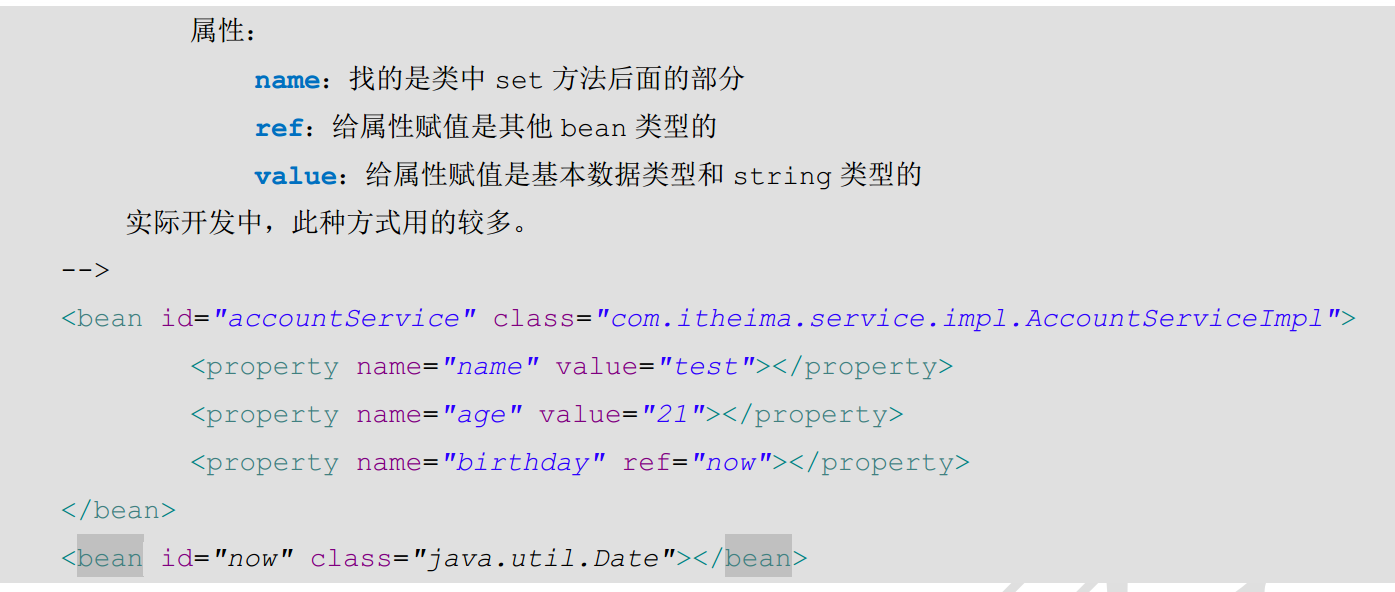 属性：
name：找的是类中 set 方法后面的部分
ref：给属性赋值是其他 bean 类型的
value：给属性赋值是基本数据类型和 string 类型的
实际开发中，此种方式用的较多。
-->
<bean id="accountService" class="com.itheima.service.impl.AccountServiceImpl">
<property name="name" value="test"></property>
<property name="age" value="21"></property>
<property name="birthday" ref="now"></property>
</bean>
<bean id="now" class="java.util.Date"></bean>